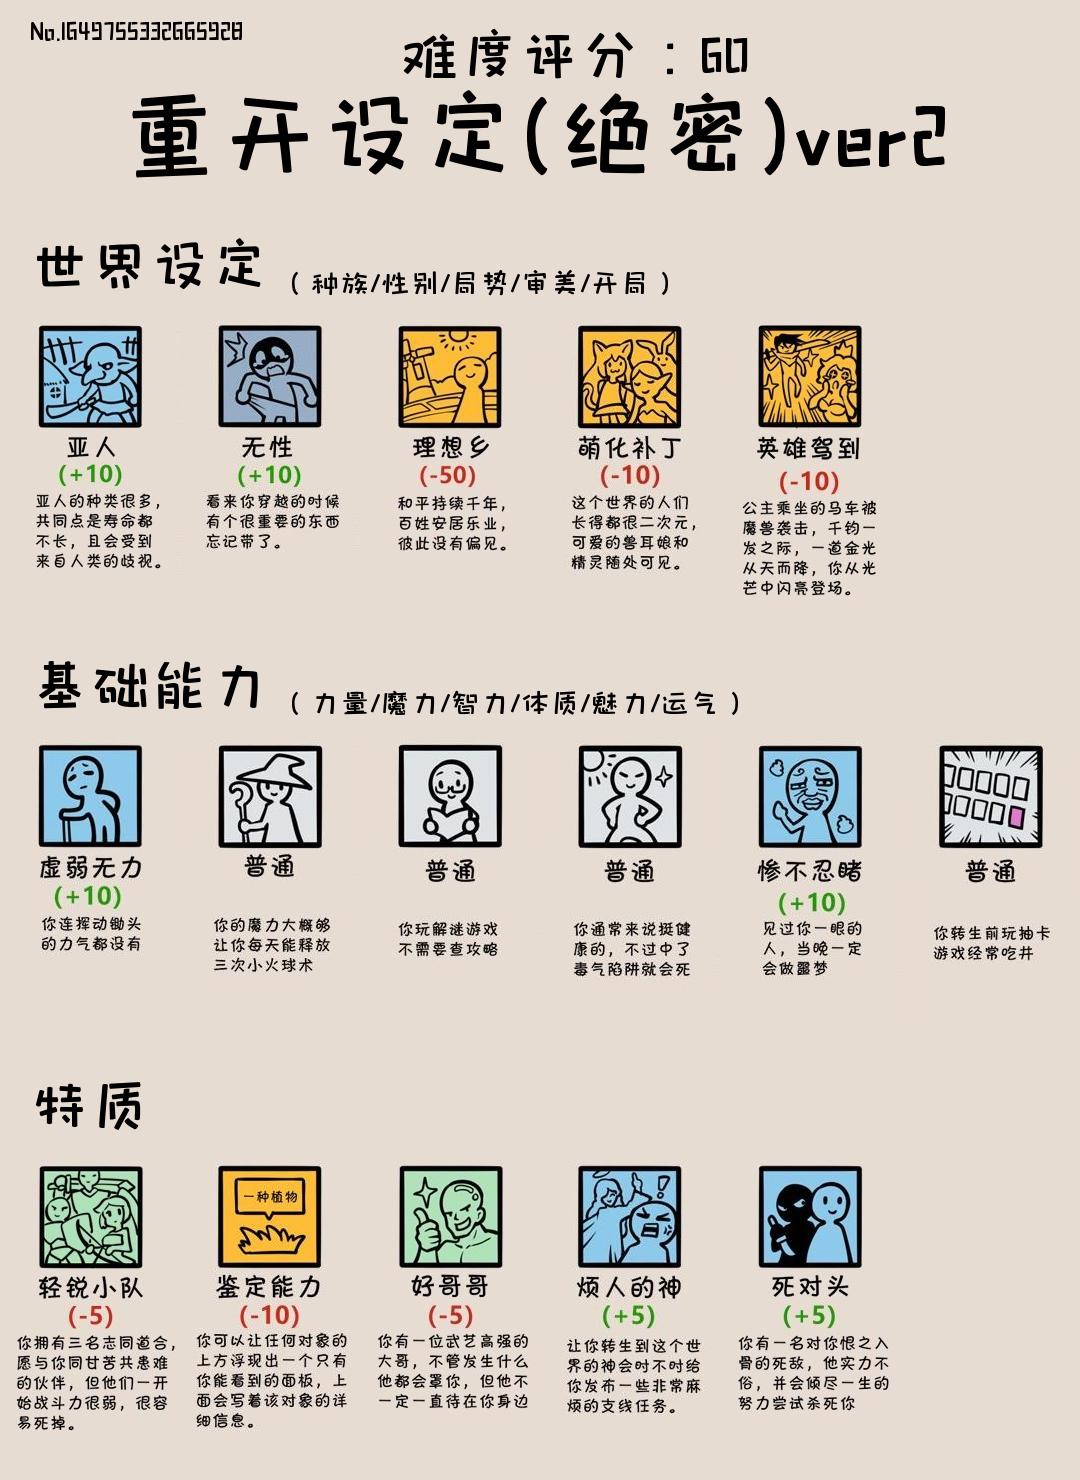 No.1649755332665928
难度评分：60
重开设定(绝密)ver2
世界设定（种族/性别/局势/审美/开局）
亚人
(+10)
亚人的种类很多，
共同点是寿命都
不长，且会受到
来自人类的歧视。
无性
(+10)
看来你穿越的时候
有个很重要的东西
忘记带了。
理想乡
(-50)
和平持续千年，
百姓安居乐业，
彼此没有偏见。
萌化补丁
(-10)
这个世界的人们
长得都很二次元，
可爱的兽耳娘和
精灵随处可见。
英雄驾到
(-10)
公主乘坐的马车被
魔兽袭击，千钧一
发之际，一道金光
从天而降，你从光
芒中闪亮登场。
基础能力（力量/魔力/智力/体质/魅力/运气）
虚弱无力
(+10)
你连挥动锄头
的力气都没有
普通
你的魔力大概够
让你每天能释放
三次小火球术
普通
你玩解谜游戏
不需要查攻略
普通
你通常来说挺健
康的，不过中了
毒气陷阱就会死
惨不忍睹
(+10)
见过你一眼的
人，当晚一定
会做噩梦
普通
你转生前玩抽卡
游戏经常吃井
特质
轻锐小队
(-5)
你拥有三名志同道合，
愿与你同甘苦共患难
的伙伴，但他们一开
始战斗力很弱，很容
易死掉。
一种植物
鉴定能力
(-10)
你可以让任何对象的
上方浮现出一个只有
你能看到的面板，上
面会写着该对象的详
细信息。
好哥哥
(-5)
你有一位武艺高强的
大哥，不管发生什么
他都会罩你，但他不
一定一直待在你身边
烦人的神
(+5)
让你转生到这个世
界的神会时不时给
你发布一些非常麻
烦的支线任务。
死对头
(+5)
你有一名对你恨之入
骨的死敌，他实力不
俗，并会倾尽一生的
努力尝试杀死你